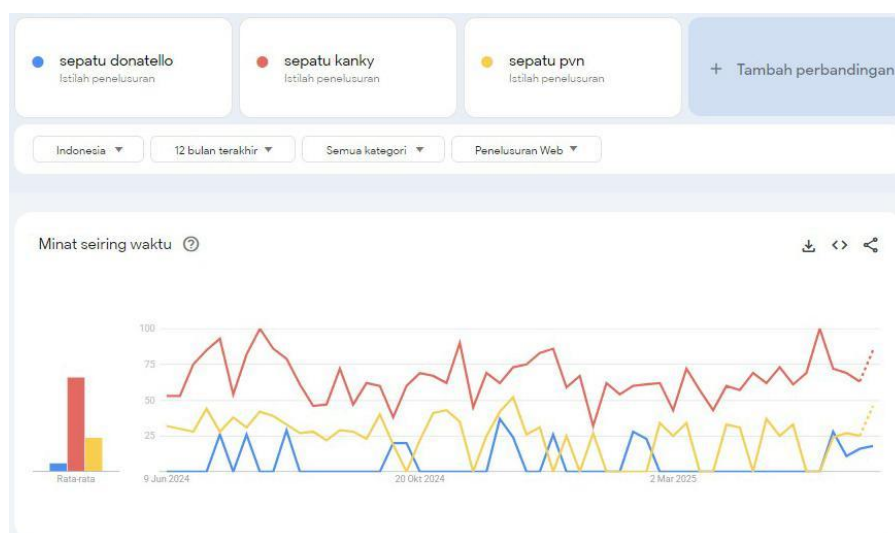 sepatu donatello
Istilah penelusuran
sepatu kanky
Istilah penelusuran
sepatu pvn
Istilah penelusuran
+ Tambah perbandingan
Indonesia
12 bulan terakhir
Semua kategori
Penelusuran Web
Minat seiring waktu
100
75
50
25
Rata-rata
9 Jun 2024
20 Okt 2024
2 Mar 2025